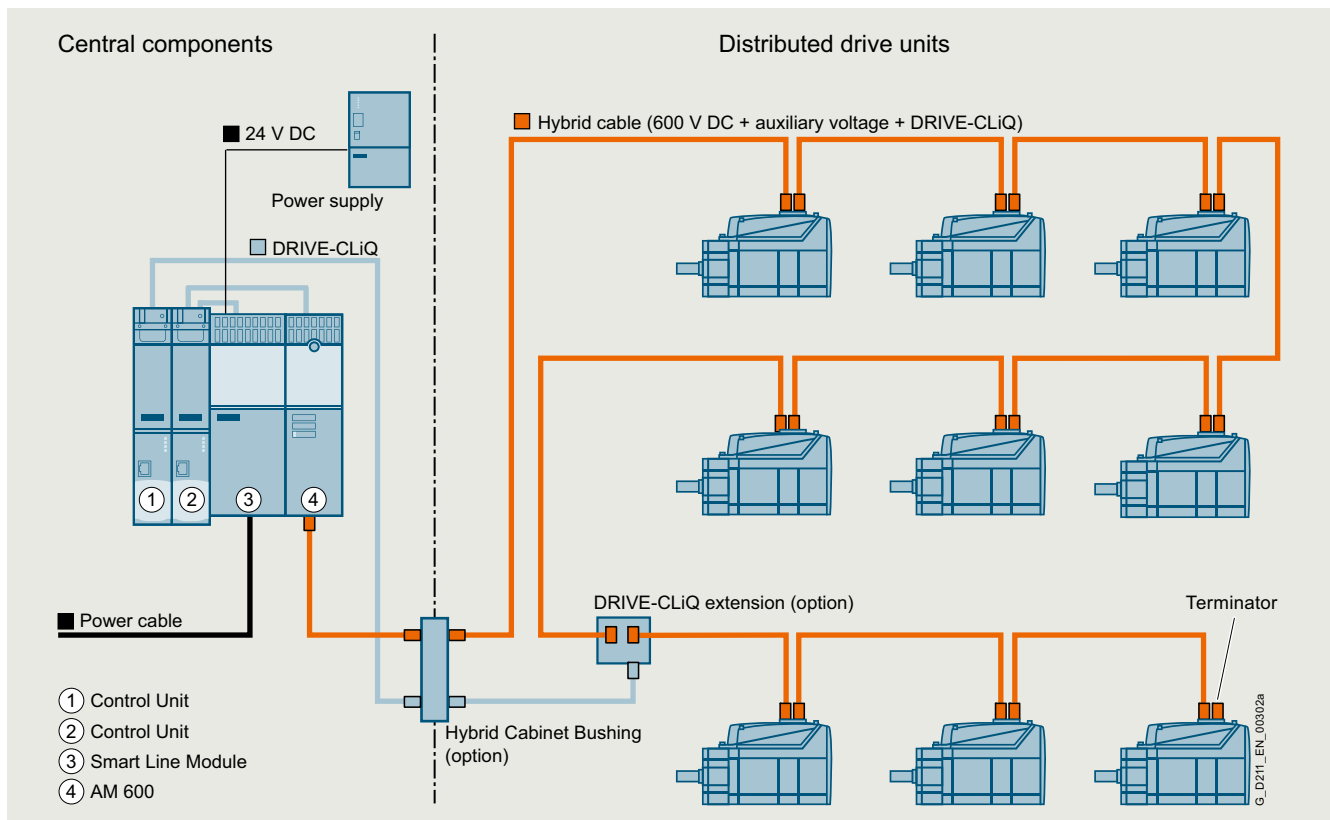 Central components
Distributed drive units
24 V DC
Hybrid cable (600 V DC + auxiliary voltage + DRIVE-CLiQ)
Power supply
DRIVE-CLiQ
1
2
3
4
DRIVE-CLiQ extension (option)
Terminator
Power cable
1 Control Unit
2 Control Unit
3 Smart Line Module
4 AM 600
Hybrid Cabinet Bushing
(option)
G_D211_EN_00302a